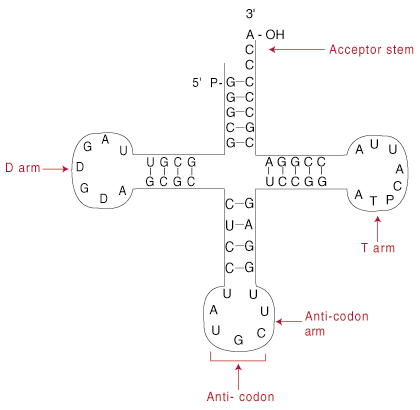 3'
A - OH
C
Acceptor stem
C
5' P- G C
G C
G C
C G
G C
G A U
U G C G
A G G C C
A U U A
D arm
D
G D A
G C G C
U C C G G
A T P C
T arm
C G
U A
C G
C G
U U
A U
U G C
Anti-codon
arm
Anti- codon